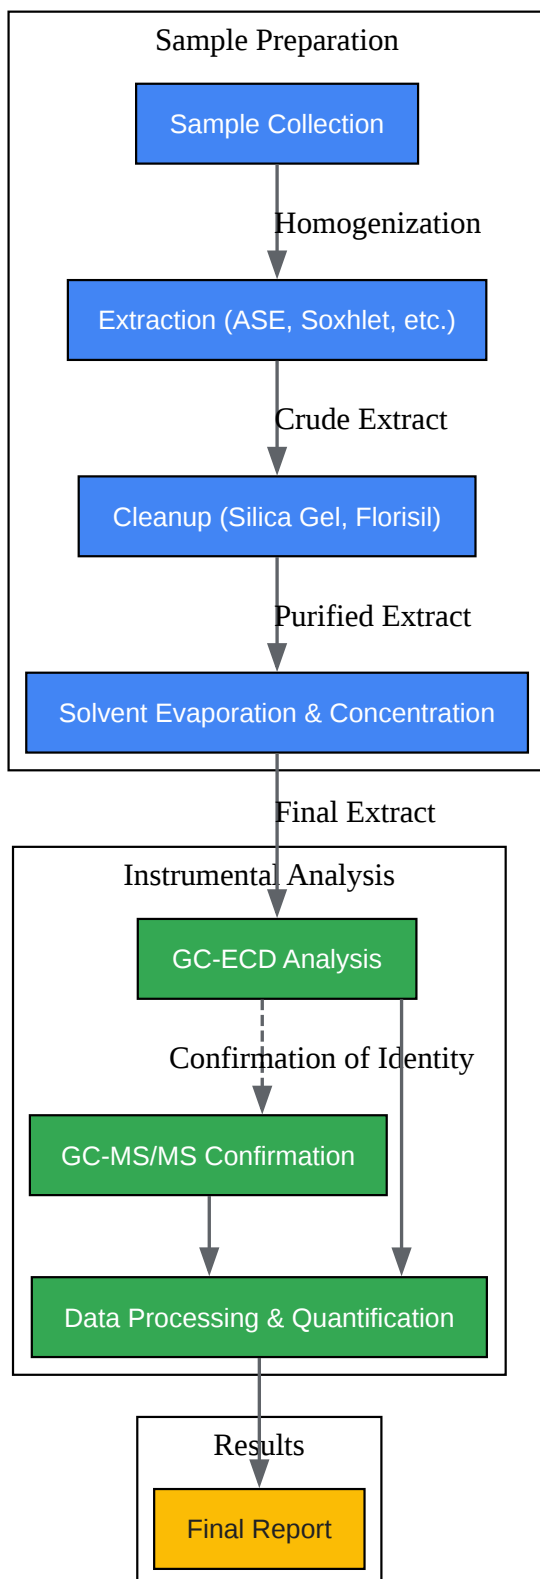 Sample Preparation
Sample Collection
Homogenization
Extraction (ASE, Soxhlet, etc.)
Crude Extract
Cleanup (Silica Gel, Florisil)
Purified Extract
Solvent Evaporation & Concentration
Final Extract
Instrumental Analysis
GC-ECD Analysis
Confirmation of Identity
GC-MS/MS Confirmation
Data Processing & Quantification
Results
Final Report